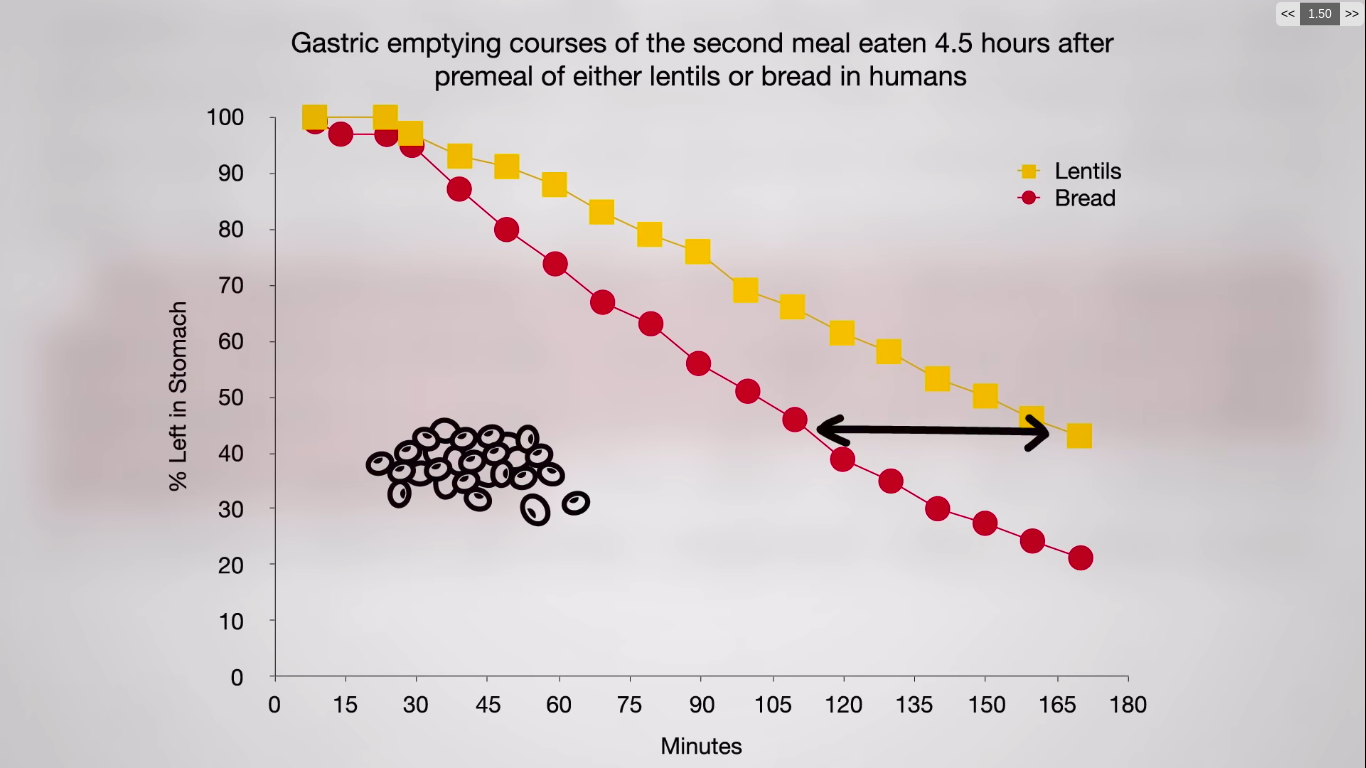 << 1.50 >>
Gastric emptying courses of the second meal eaten 4.5 hours after
premeal of either lentils or bread in humans
Lentils
Bread
% Left in Stomach
100
90
80
70
60
50
40
30
20
10
0
0 15 30 45 60 75 90 105 120 135 150 165 180
Minutes